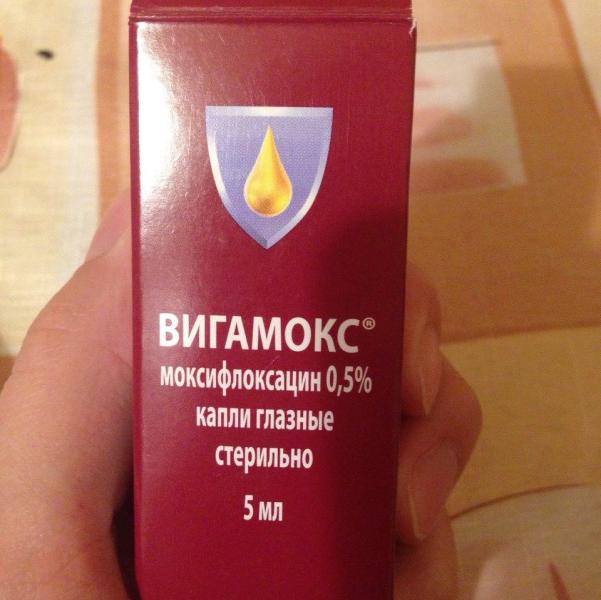 ВИГАМОКС®
моксифлоксацин 0,5%
капли глазные
стерильно
5 мл